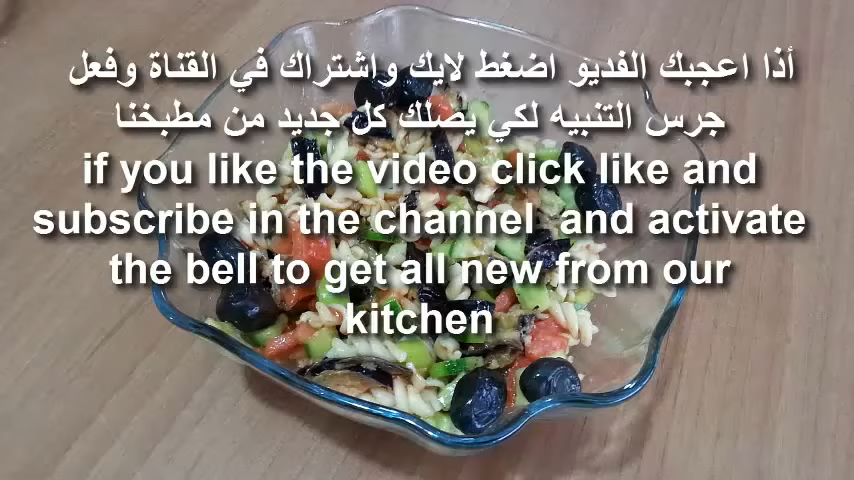 أذا اعجبك الفديو اضغط لايك واشتراك في القناة وفعل
جرس التنبيه لكي يصلك كل جديد من مطبخنا
if you like the video click like and
subscribe in the channel and activate
the bell to get all new from our
kitchen